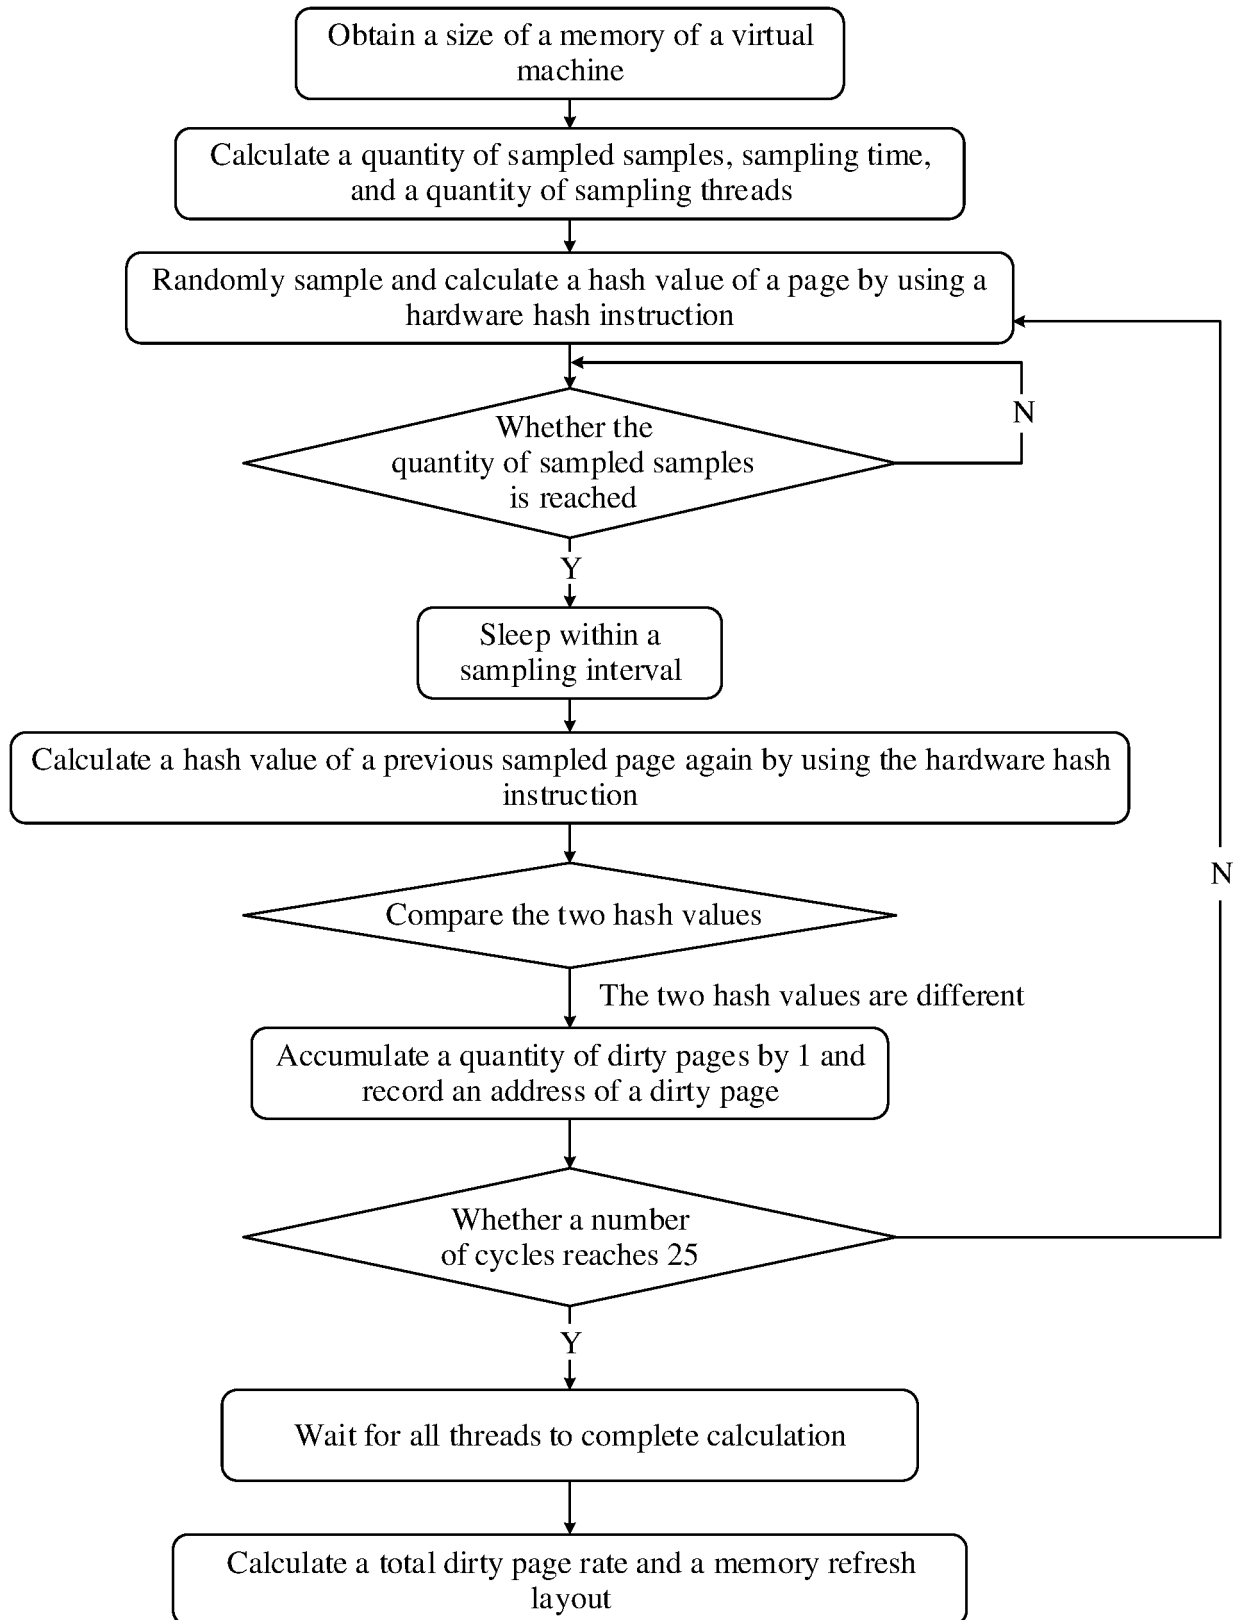 Obtain a size of a memory of a virtual
machine
Calculate a quantity of sampled samples, sampling time,
and a quantity of sampling threads
Randomly sample and calculate a hash value of a page by using a
hardware hash instruction
Whether the
quantity of sampled samples
is reached
N
Y
Sleep within a
sampling interval
Calculate a hash value of a previous sampled page again by using the hardware hash
instruction
N
Compare the two hash values
The two hash values are different
Accumulate a quantity of dirty pages by 1 and
record an address of a dirty page
Whether a number
of cycles reaches 25
Y
Wait for all threads to complete calculation
Calculate a total dirty page rate and a memory refresh
layout